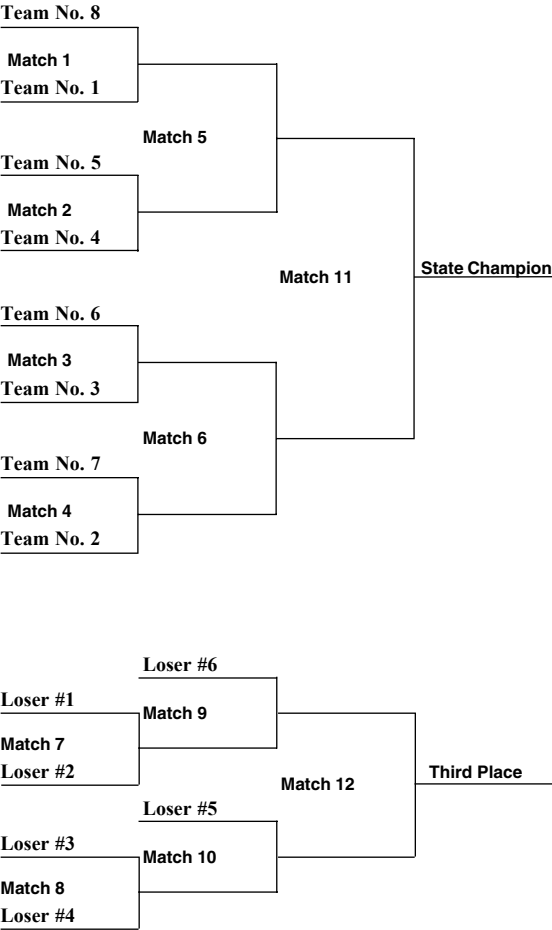 Team No. 8
Match 1
Team No. 1
Match 5
Team No. 5
Match 2
Team No. 4
State Champion
Match 11
Team No. 6
Match 3
Team No. 3
Match 6
Team No. 7
Match 4
Team No. 2
Loser #6
Loser #1
Match 9
Match 7
Loser #2
Third Place
Match 12
Loser #5
Loser #3
Match 10
Match 8
Loser #4